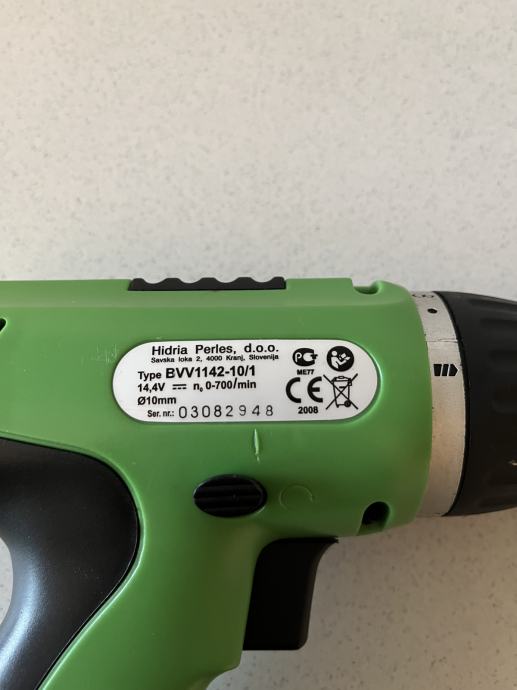 Hidria Perles, d.o.o.
Savska loka 2, 4000 Kranj, Slovenija
Type BVV1142-10/1
14,4V ⎓ n₀ 0-700/min
Ø10mm
Ser. nr.: 03082948
ME77
CE
2008